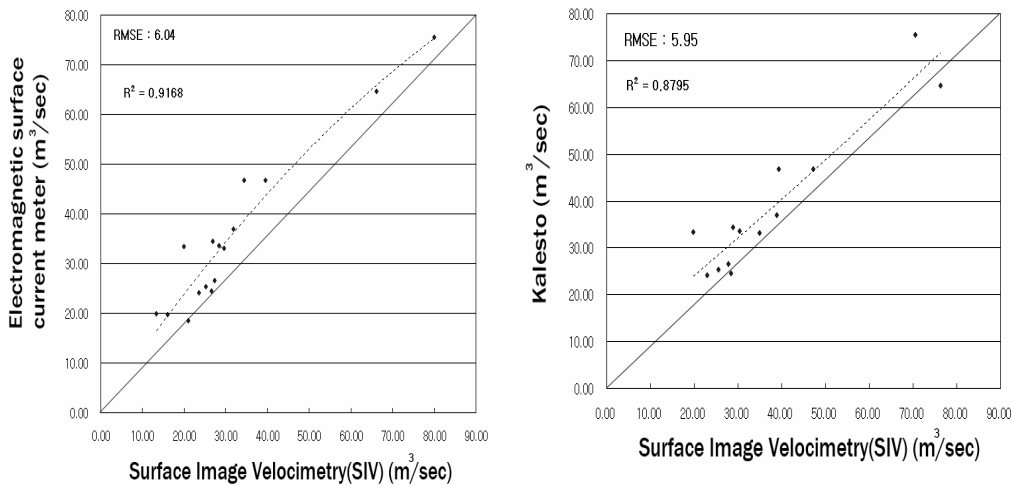 80.00
70.00
60.00
50.00
40.00
30.00
20.00
10.00
0.00
Electromagnetic surface
current meter (m³/sec)
RMSE : 6.04
R² = 0.9168
0.00 10.00 20.00 30.00 40.00 50.00 60.00 70.00 80.00 90.00
Surface Image Velocimetry(SIV) (m³/sec)
80.00
70.00
60.00
50.00
40.00
30.00
20.00
10.00
0.00
Kalesto (m³/sec)
RMSE : 5.95
R² = 0.8795
0.00 10.00 20.00 30.00 40.00 50.00 60.00 70.00 80.00 90.00
Surface Image Velocimetry(SIV) (m³/sec)